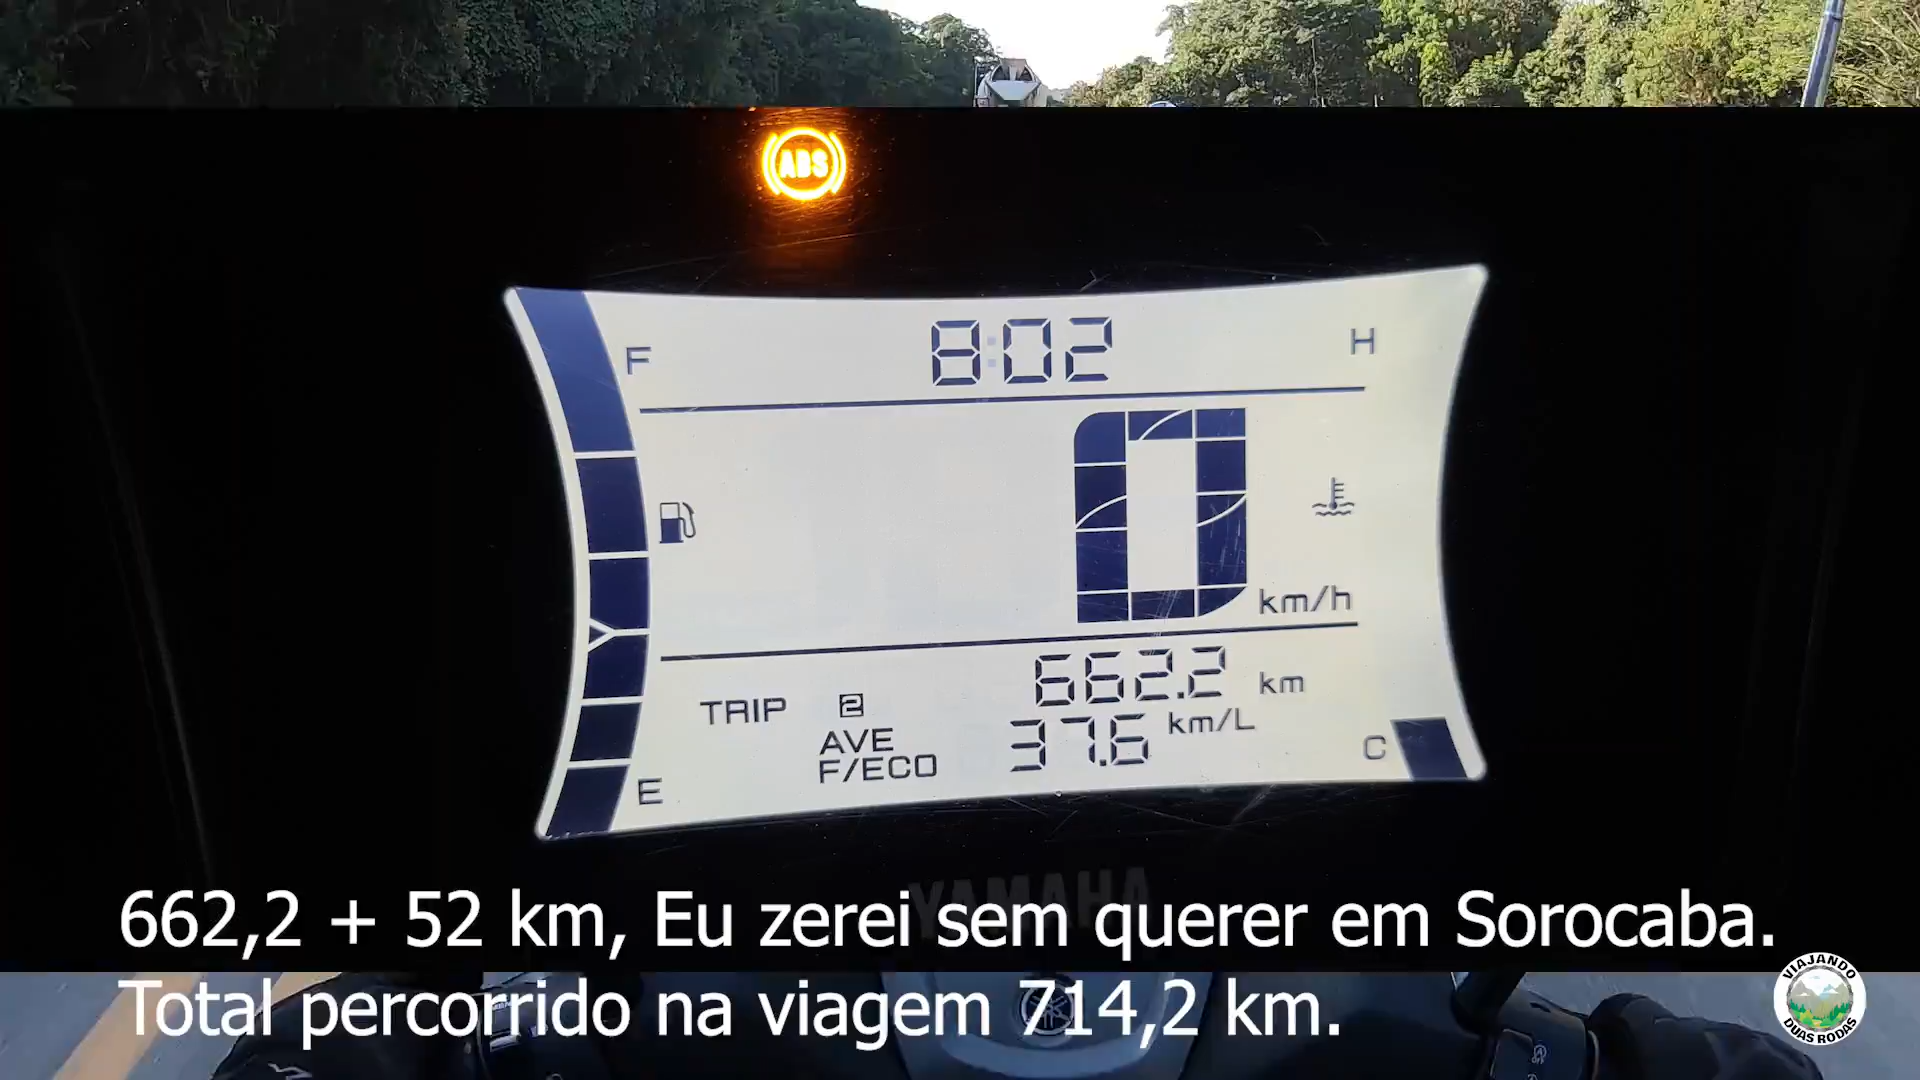 ABS
F
8:02
H
0
km/h
662.2 km
TRIP 2
AVE
F/ECO
37.6 km/L
C
E
YAMAHA
662,2 + 52 km, Eu zerei sem querer em Sorocaba.
Total percorrido na viagem 714,2 km.
VIAJANDO
DUAS RODAS